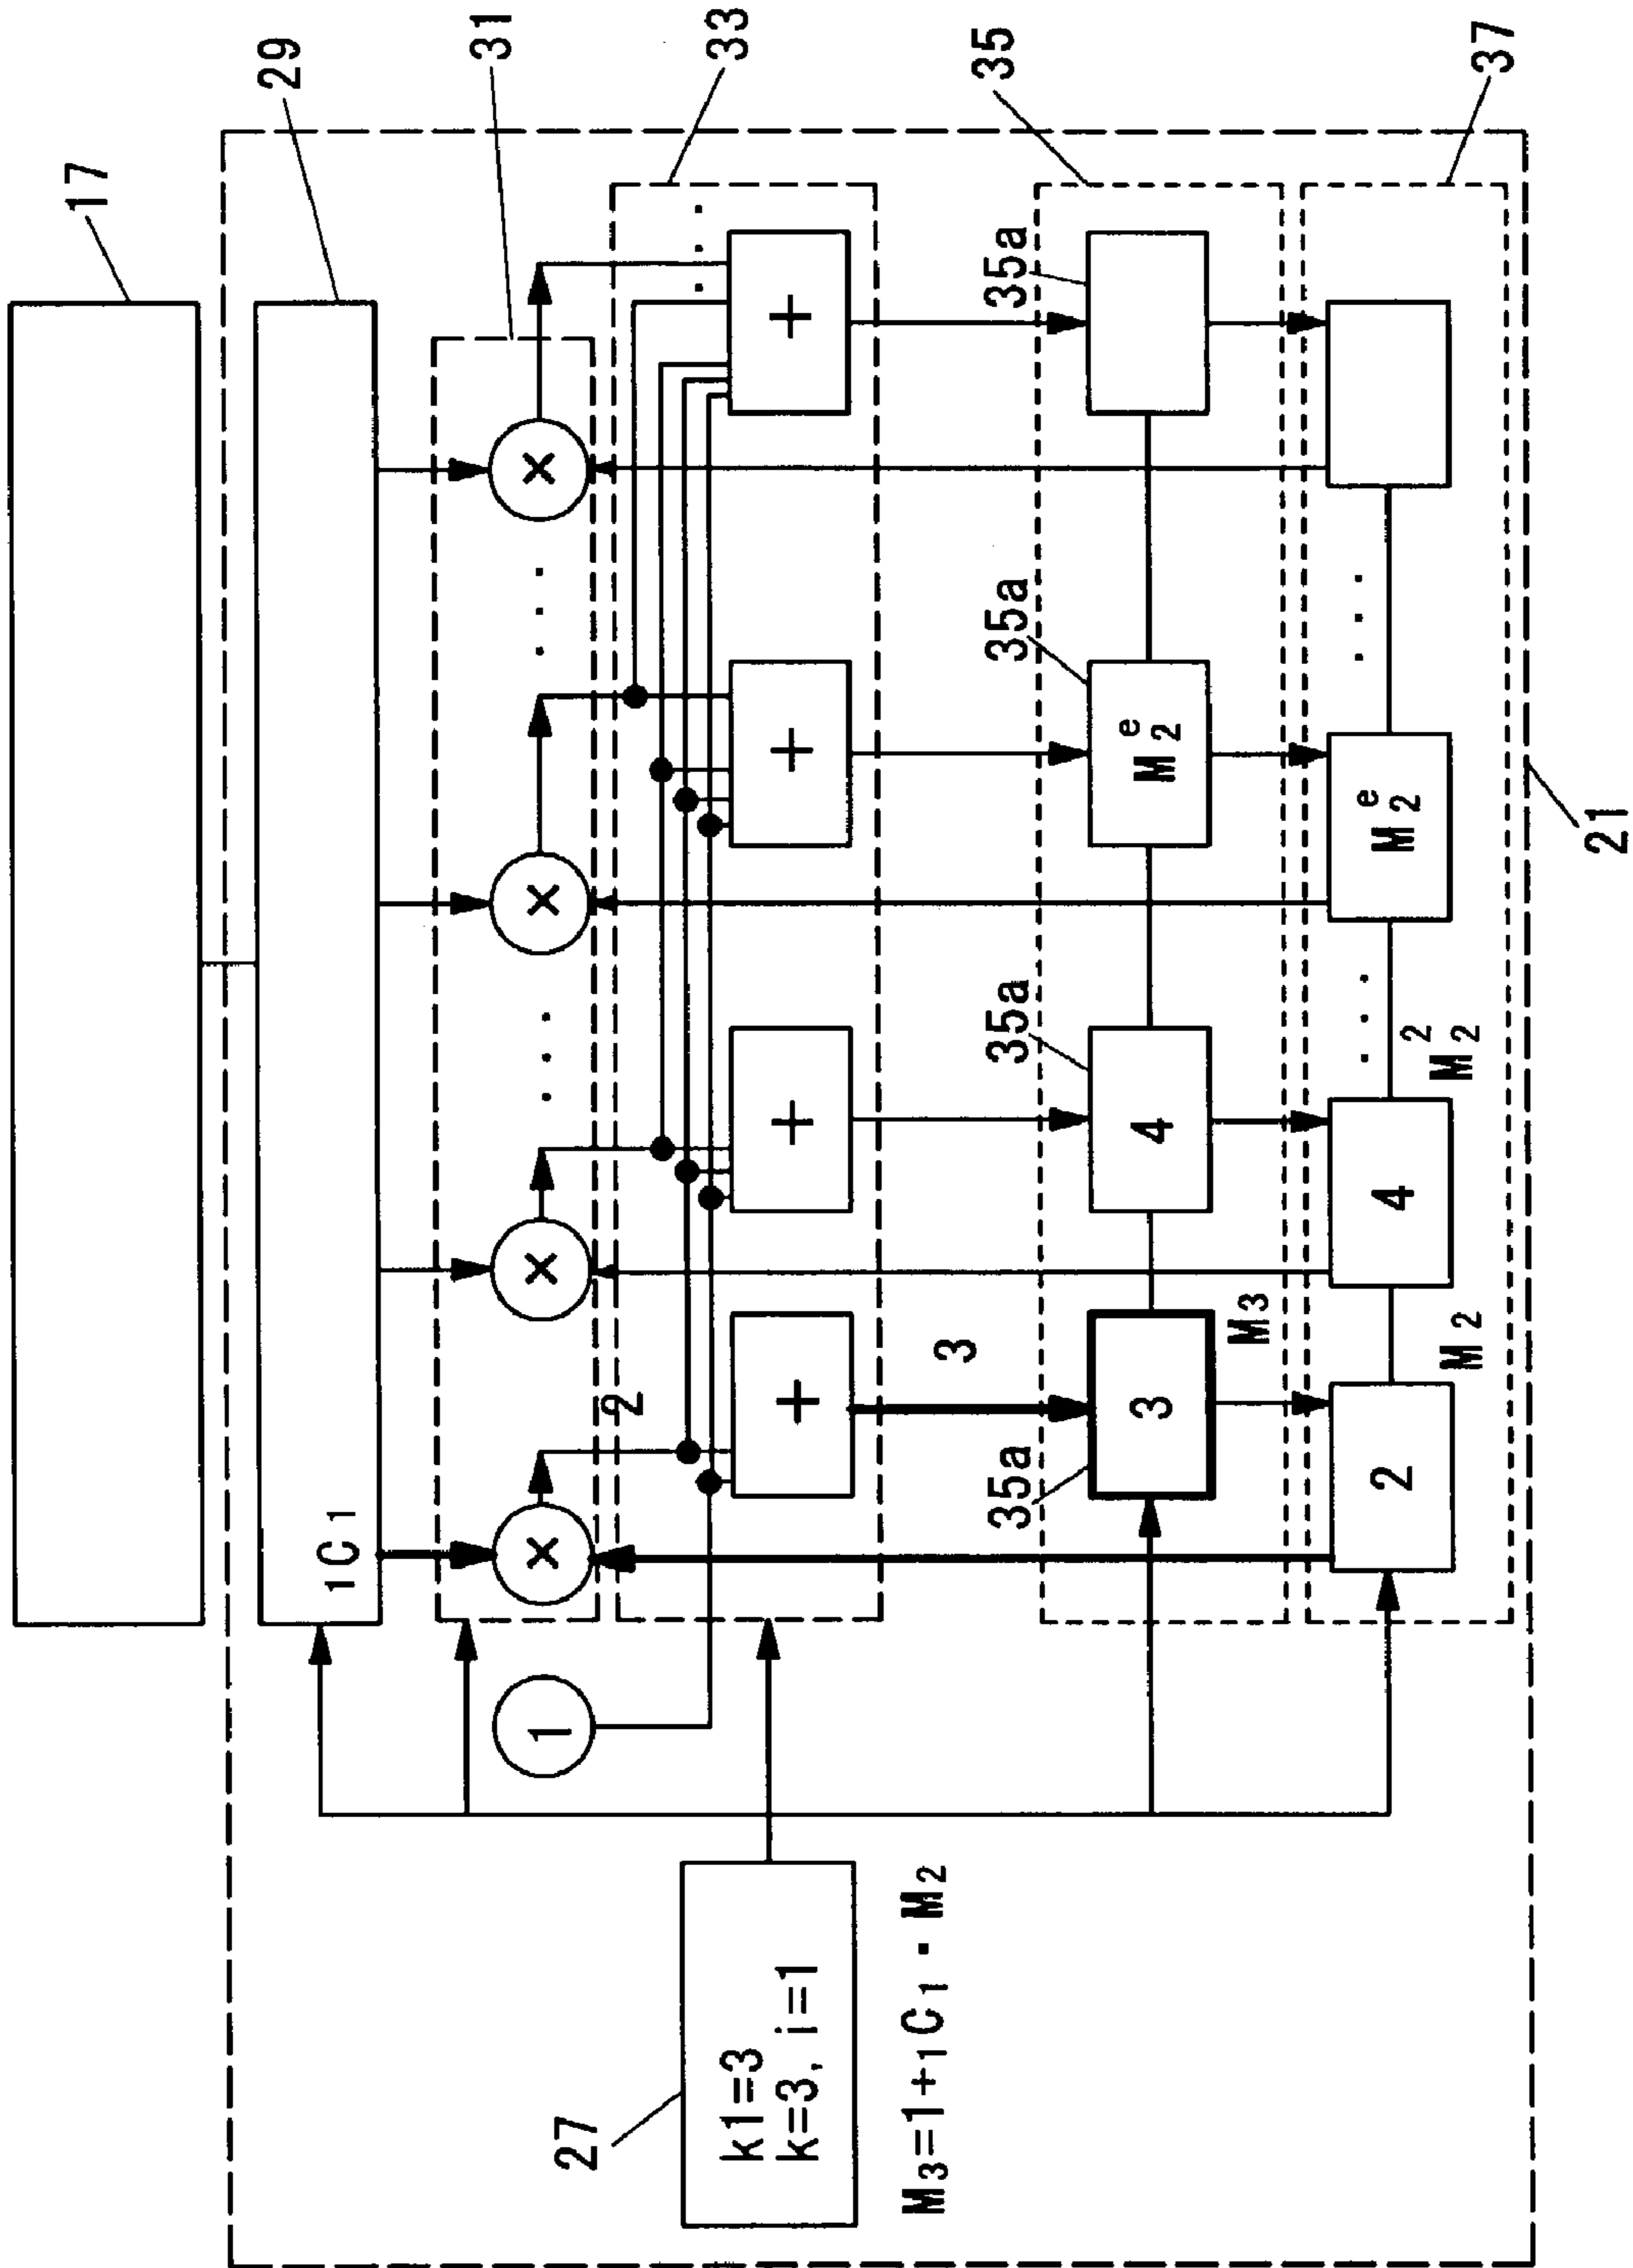 17
29
31
33
35
37
1C1
×
×
×
×
2
1
+
+
+
+
3
35a
35a
35a
35a
3
4
M2e
M3
2
4
M2e
M2
M22
27
k1=3
k=3, i=1
M3=1+1C1・M2
21